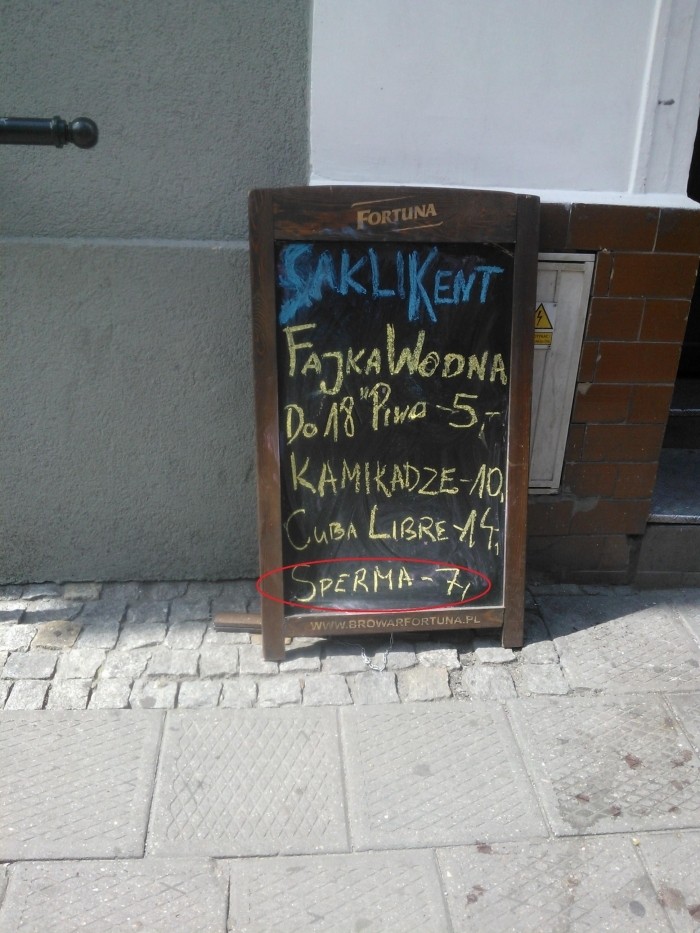 FORTUNA
SAKLIKENT
FAJKA WODNA
DO 18" PIWO - 5,-
KAMIKADZE - 10,
CUBA LIBRE - 14,
SPERMA - 7,
WWW.BROWARFORTUNA.PL